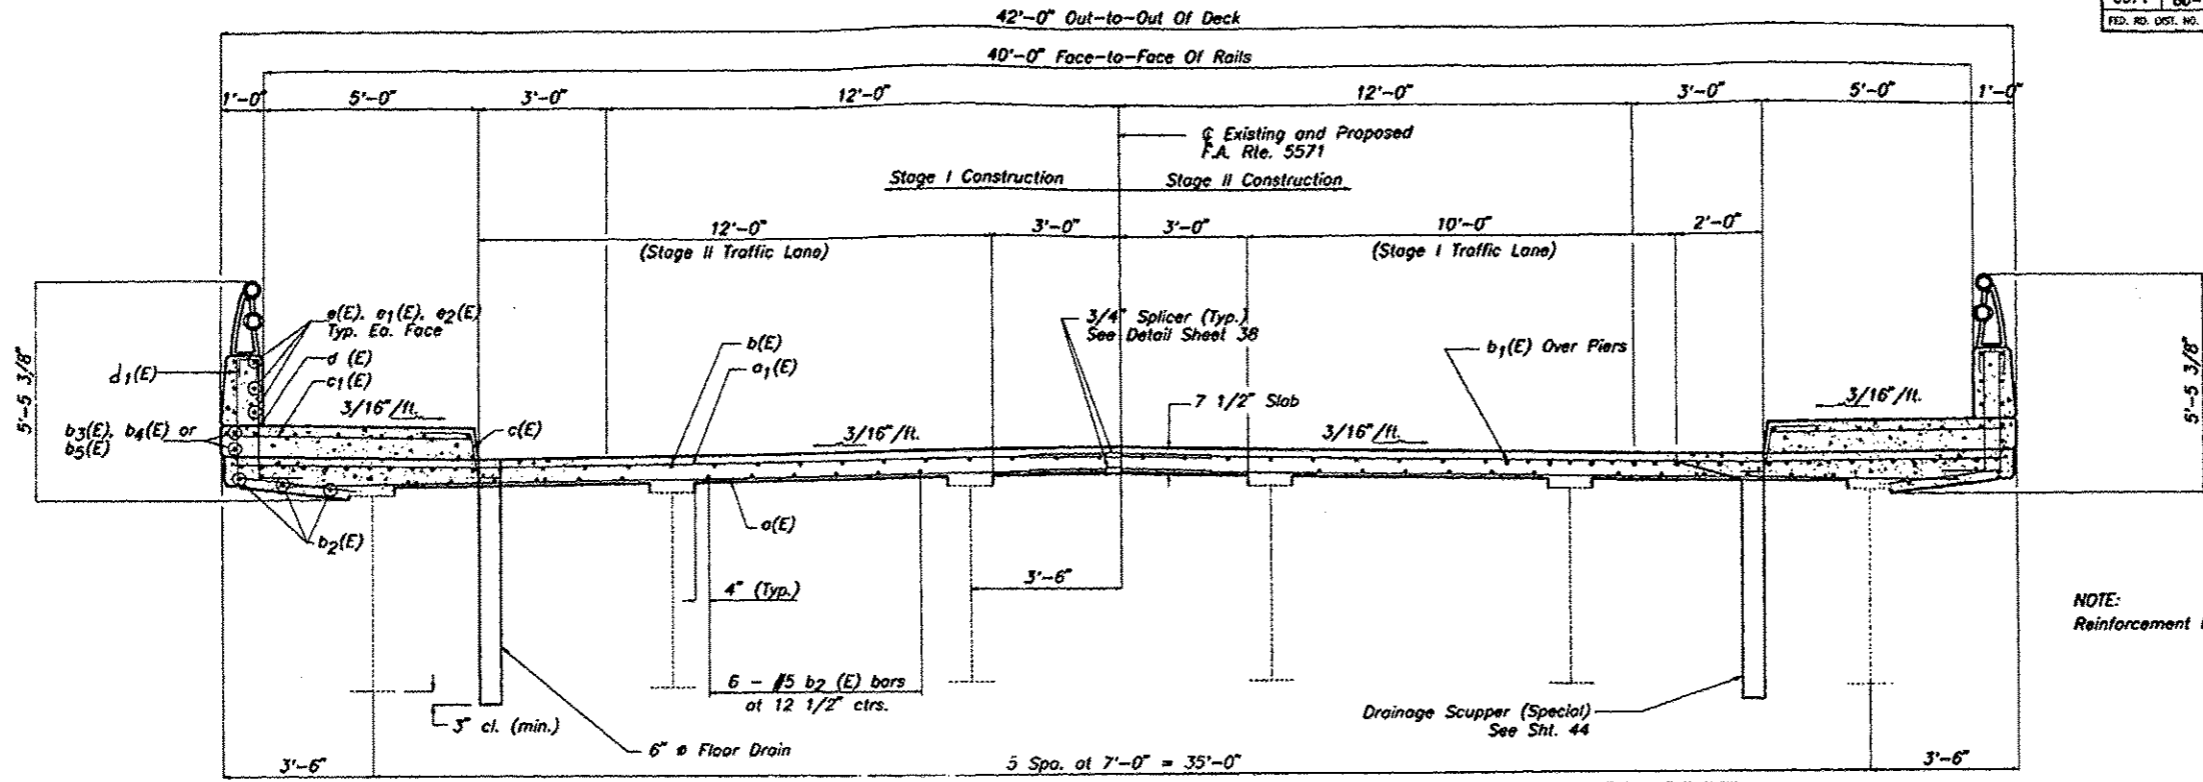 FED. RD. DIST. NO.
42'-0" Out-to-Out Of Deck
40'-0" Face-to-Face Of Rails
1'-0" 5'-0" 3'-0" 12'-0" 12'-0" 3'-0" 5'-0" 1'-0"
℄ Existing and Proposed
F.A. Rte. 5571
Stage I Construction Stage II Construction
12'-0" 3'-0" 3'-0" 10'-0" 2'-0"
(Stage II Traffic Lane) (Stage I Traffic Lane)
5'-5 3/8"
e(E), e1(E), e2(E)
Typ. Ea. Face
d (E)
d1(E)
c1(E)
3/16"/ft.
b3(E), b4(E) or
b5(E)
c(E)
b2(E)
b(E)
a1(E)
3/16"/ft.
a(E)
3/4" Splicer (Typ.)
See Detail Sheet 38
7 1/2" Slab
3/16"/ft.
b1(E) Over Piers
3/16"/ft.
5'-5 3/8"
3'-6"
4" (Typ.)
6 - #5 b2 (E) bars
at 12 1/2" ctrs.
3" cl. (min.)
6" ø Floor Drain
Drainage Scupper (Special)
See Sht. 44
NOTE:
Reinforcement
3'-6" 5 Spa. at 7'-0" = 35'-0" 3'-6"